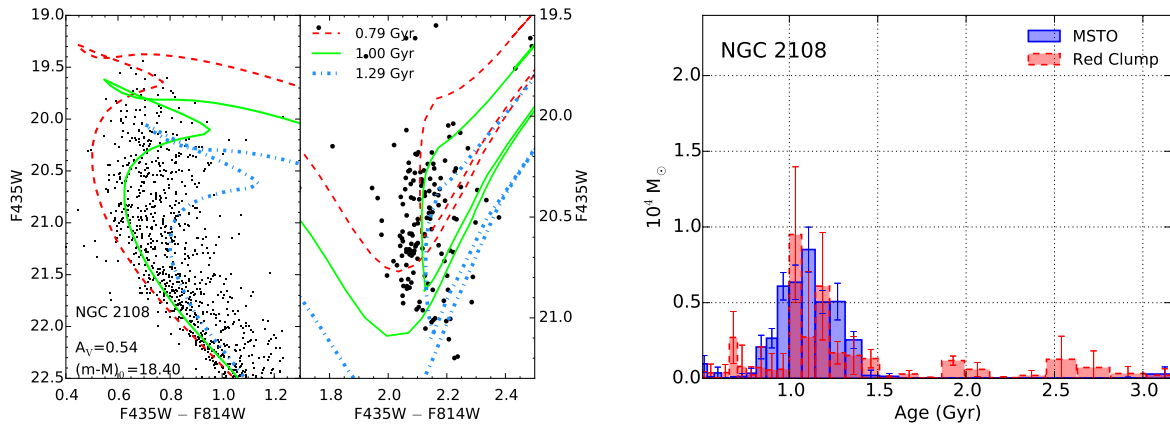 19.0
19.5
20.0
20.5
21.0
21.5
22.0
22.5
F435W
0.4
0.6
0.8
1.0
1.2
F435W − F814W
NGC 2108
A_V=0.54
(m-M)_0=18.40
0.79 Gyr
1.00 Gyr
1.29 Gyr
19.5
20.0
20.5
21.0
F435W
1.8
2.0
2.2
2.4
F435W − F814W
NGC 2108
MSTO
Red Clump
2.0
1.5
1.0
0.5
0.0
10^4 M_⊙
1.0
1.5
2.0
2.5
3.0
Age (Gyr)